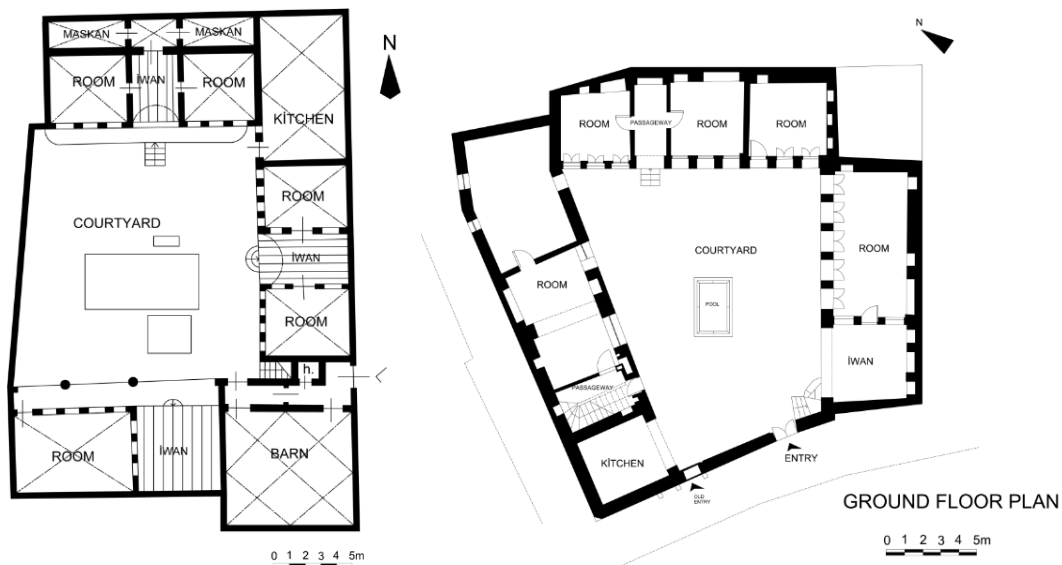 MASKAN
MASKAN
ROOM
İWAN
ROOM
N
KİTCHEN
ROOM
COURTYARD
İWAN
ROOM
h.
ROOM
İWAN
BARN
0 1 2 3 4 5m
N
ROOM
PASSAGEWAY
ROOM
ROOM
COURTYARD
ROOM
ROOM
POOL
İWAN
PASSAGEWAY
KİTCHEN
ENTRY
OLD
ENTRY
GROUND FLOOR PLAN
0 1 2 3 4 5m